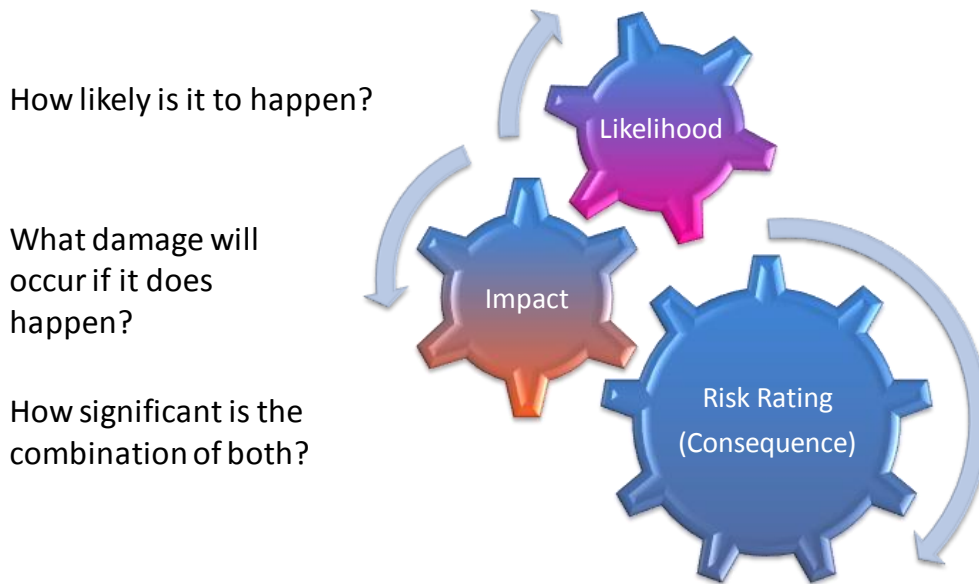 How likely is it to happen?
Likelihood
What damage will
occur if it does
happen?
Impact
How significant is the
combination of both?
Risk Rating
(Consequence)